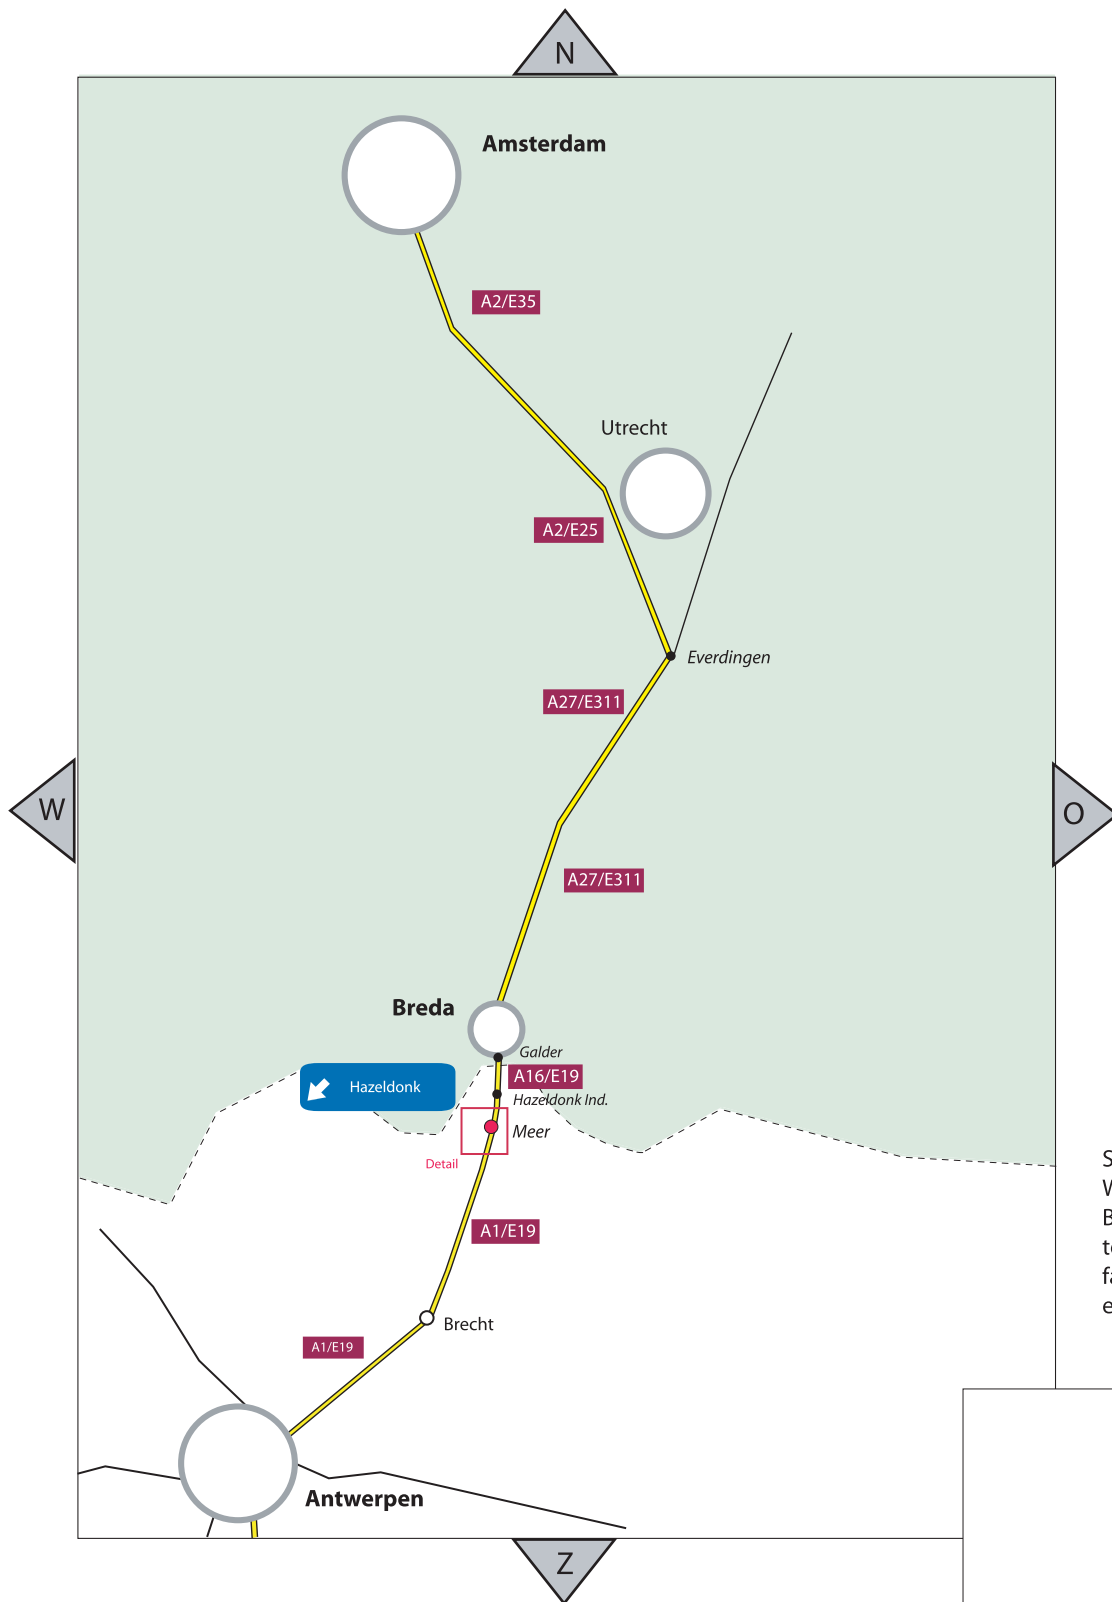 N
Amsterdam
A2/E35
Utrecht
A2/E25
Everdingen
A27/E311
W
O
A27/E311
Breda
Galder
A16/E19
Hazeldonk
Hazeldonk Ind.
Meer
Detail
A1/E19
Brecht
A1/E19
Antwerpen
Z